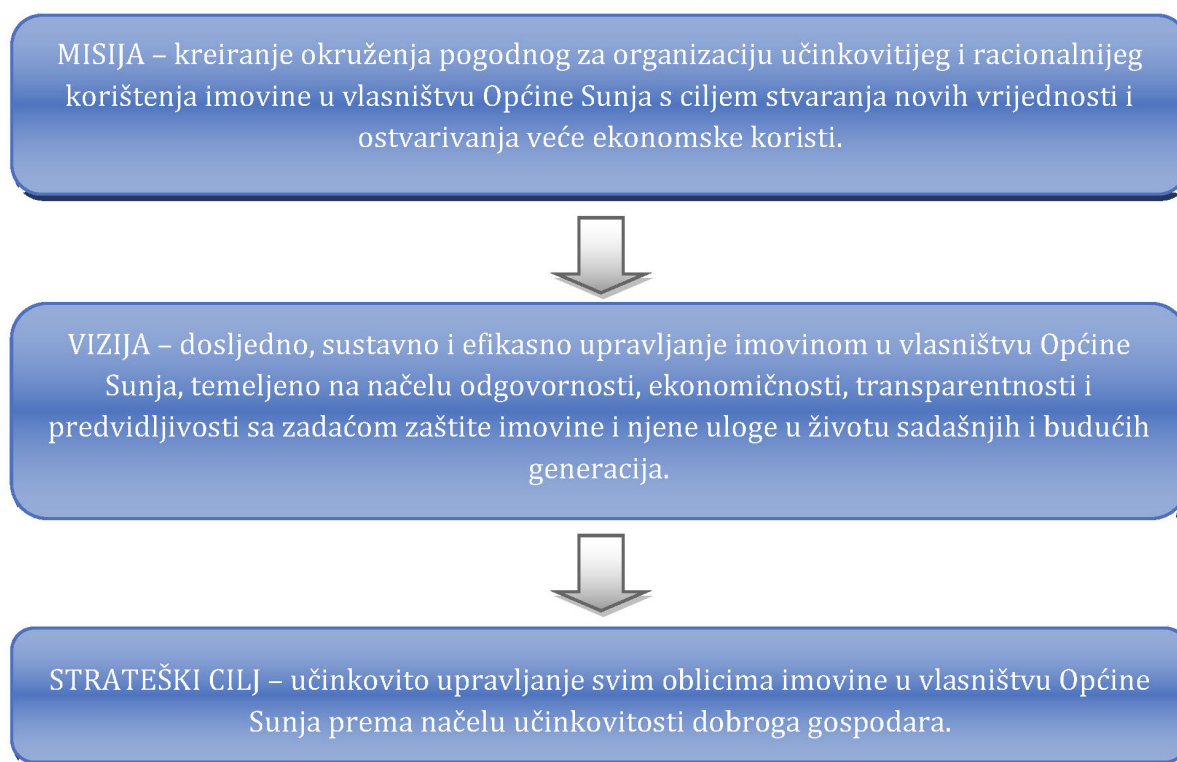 MISIJA – kreiranje okruženja pogodnog za organizaciju učinkovitijeg i racionalnijeg
korištenja imovine u vlasništvu Općine Sunja s ciljem stvaranja novih vrijednosti i
ostvarivanja veće ekonomske koristi.
VIZIJA – dosljedno, sustavno i efikasno upravljanje imovinom u vlasništvu Općine
Sunja, temeljeno na načelu odgovornosti, ekonomičnosti, transparentnosti i
predvidljivosti sa zadaćom zaštite imovine i njene uloge u životu sadašnjih i budućih
generacija.
STRATEŠKI CILJ – učinkovito upravljanje svim oblicima imovine u vlasništvu Općine
Sunja prema načelu učinkovitosti dobroga gospodara.